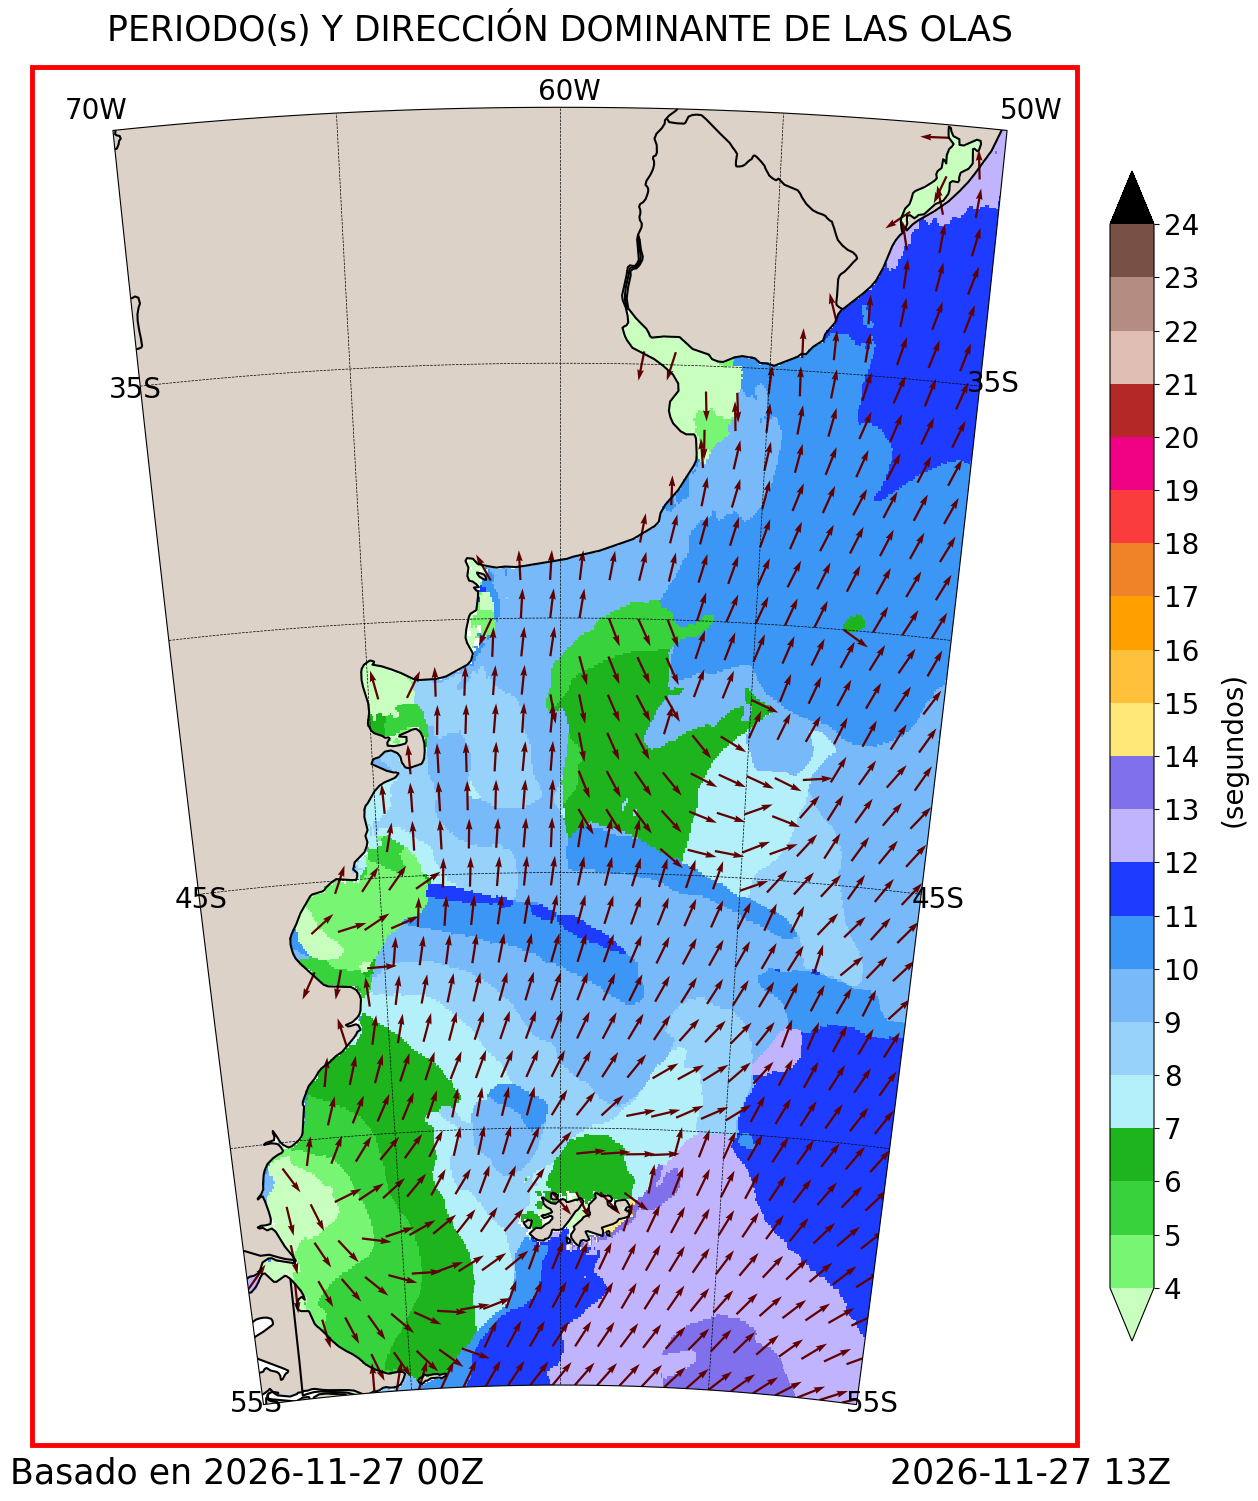 PERIODO(s) Y DIRECCIÓN DOMINANTE DE LAS OLAS
70W
60W
50W
35S
35S
45S
45S
55S
55S
24
23
22
21
20
19
18
17
16
15
14
13
12
11
10
9
8
7
6
5
4
(segundos)
Basado en 2026-11-27 00Z
2026-11-27 13Z